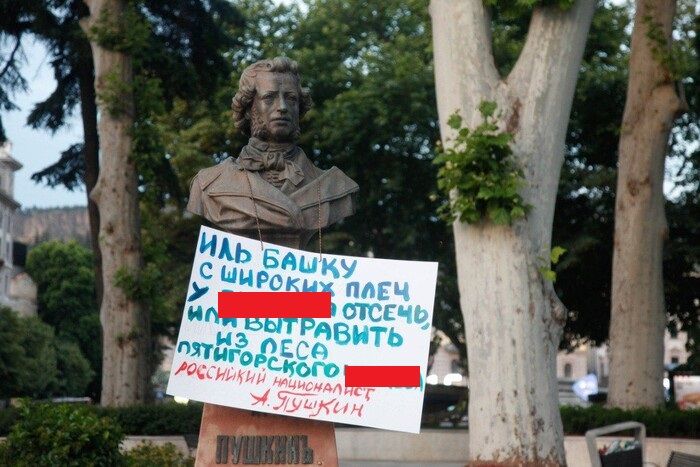 ИЛЬ БАШКУ
С ШИРОКИХ ПЛЕЧ
У ОТСЕЧЬ,
ИЛИ ВЫТРАВИТЬ
ИЗ ЛЕСА
ПЯТИГОРСКОГО
РОССИЙКИЙ НАЦИОНАЛИСТ
А.ПУШКИН
ПУШКИНЪ.